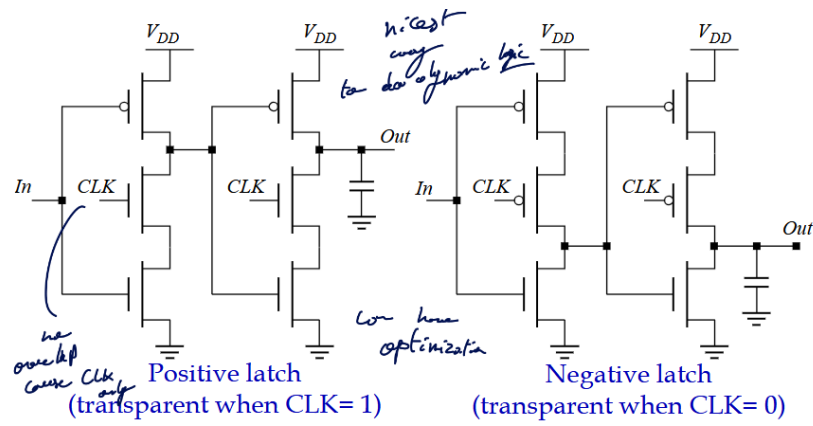 nicest
way
to do dynamic logic
V_DD V_DD V_DD V_DD
Out
In CLK CLK In CLK CLK
Out
no
overlap
cause CLK
only
can have
optimization
Positive latch
(transparent when CLK= 1)
Negative latch
(transparent when CLK= 0)